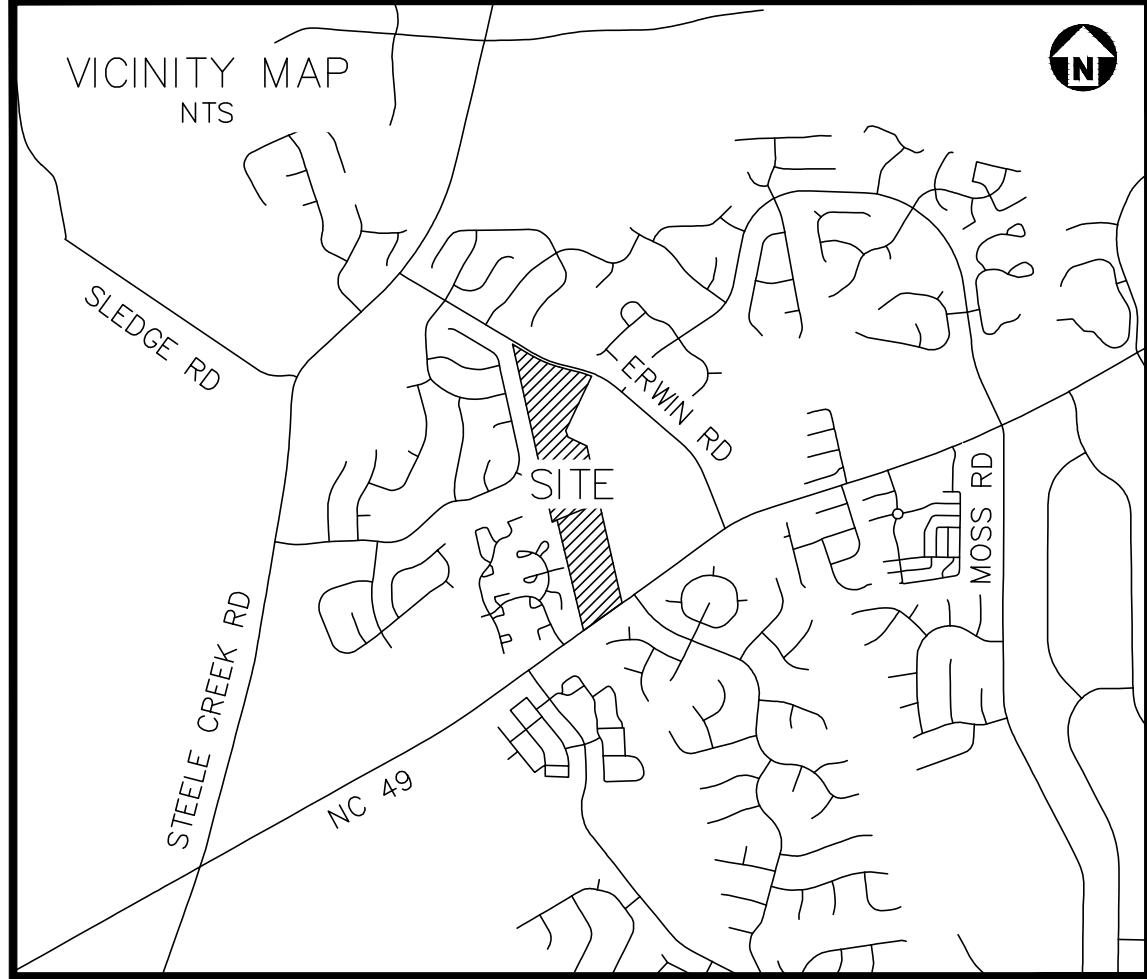 VICINITY MAP
NTS
N
SLEDGE RD
ERWIN RD
SITE
MOSS RD
STEELE CREEK RD
NC 49